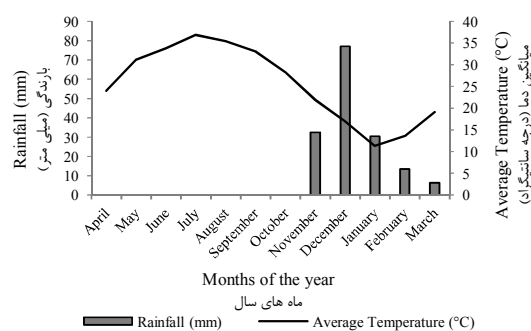 90
80
70
60
50
40
30
20
10
0
Rainfall (mm)
بارندگی (میلی متر)
40
35
30
25
20
15
10
5
0
Average Temperature (°C)
میانگین دما (درجه سانتیگراد)
April
May
June
July
August
September
October
November
December
January
February
March
Months of the year
ماه های سال
Rainfall (mm)
Average Temperature (°C)